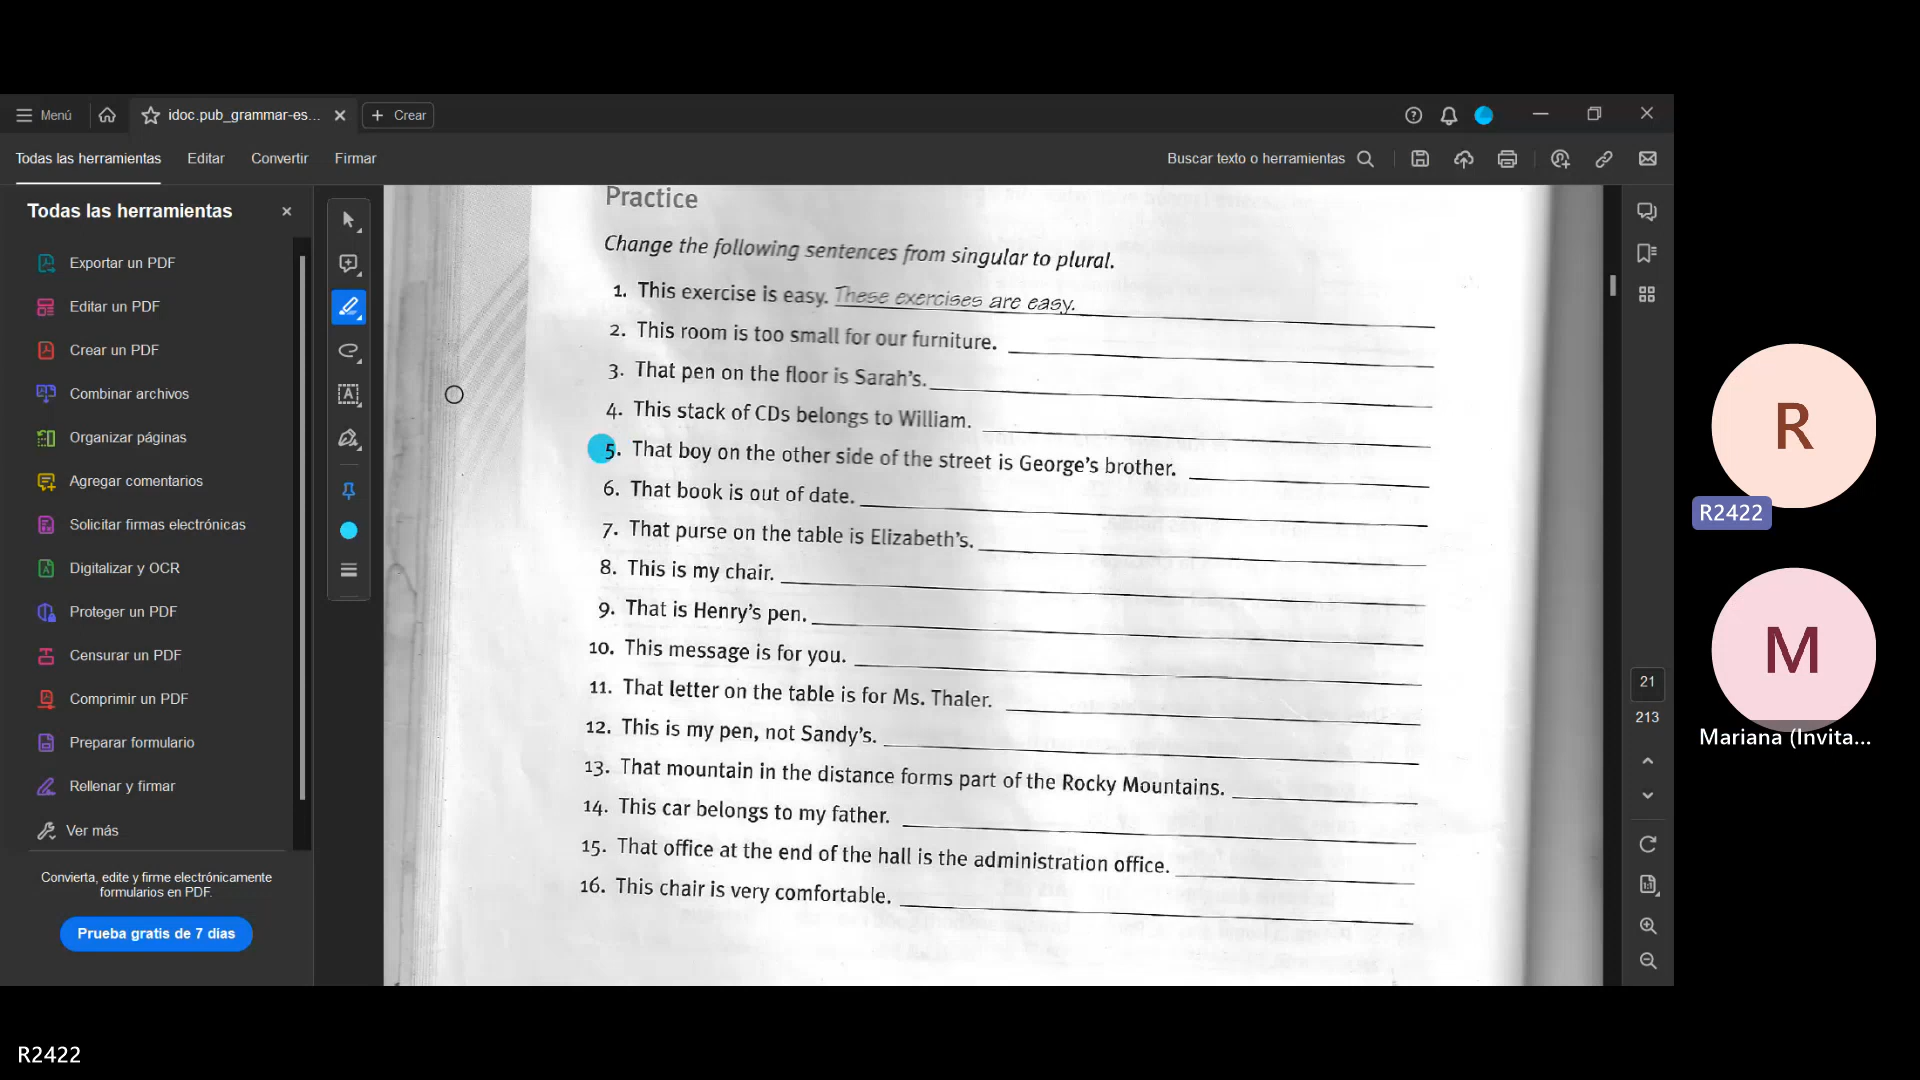 Menú
idoc.pub_grammar-es...
Crear
Todas las herramientas
Editar
Convertir
Firmar
Buscar texto o herramientas
Todas las herramientas
Exportar un PDF
Editar un PDF
Crear un PDF
Combinar archivos
Organizar páginas
Agregar comentarios
Solicitar firmas electrónicas
Digitalizar y OCR
Proteger un PDF
Censurar un PDF
Comprimir un PDF
Preparar formulario
Rellenar y firmar
Ver más
Convierta, edite y firme electrónicamente
formularios en PDF.
Prueba gratis de 7 días
Practice
Change the following sentences from singular to plural.
1. This exercise is easy. These exercises are easy.
2. This room is too small for our furniture.
3. That pen on the floor is Sarah's.
4. This stack of CDs belongs to William.
5. That boy on the other side of the street is George's brother.
6. That book is out of date.
7. That purse on the table is Elizabeth's.
8. This is my chair.
9. That is Henry's pen.
10. This message is for you.
11. That letter on the table is for Ms. Thaler.
12. This is my pen, not Sandy's.
13. That mountain in the distance forms part of the Rocky Mountains.
14. This car belongs to my father.
15. That office at the end of the hall is the administration office.
16. This chair is very comfortable.
21
213
R
R2422
M
Mariana (Invita...
R2422